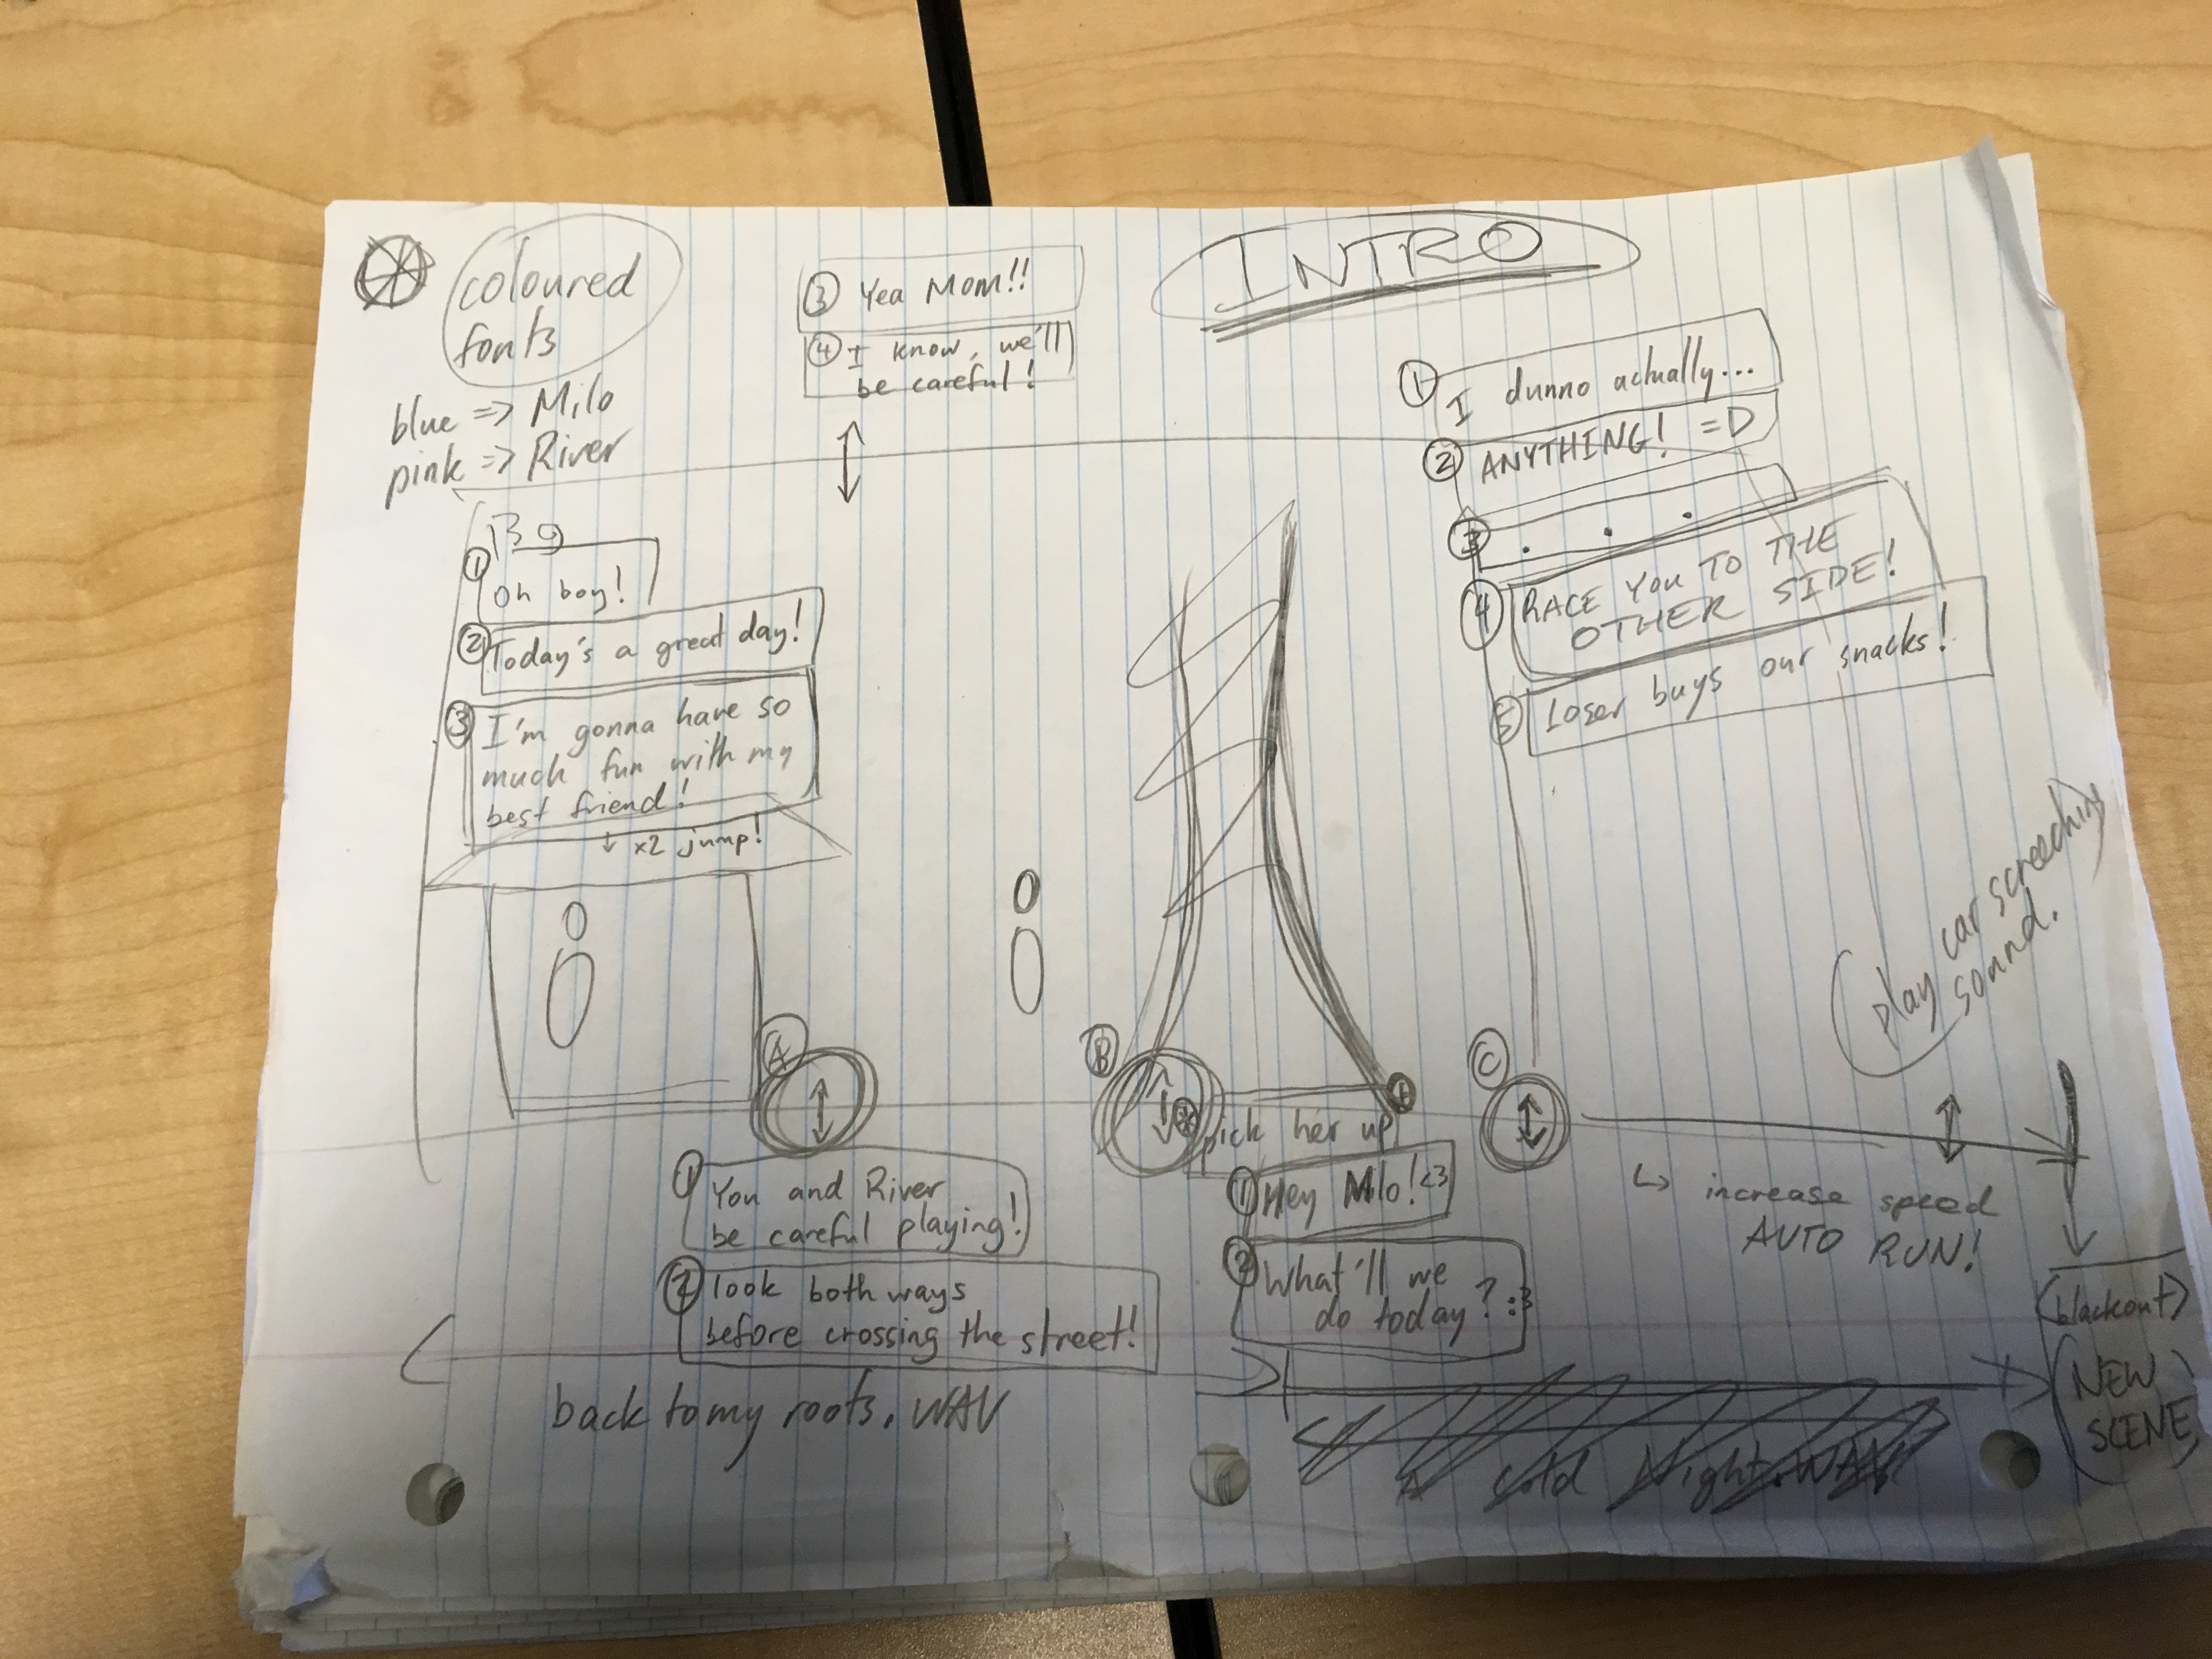 INTRO
coloured
fonts
blue => Milo
pink => River
③ Yea Mom!!
④ I know, we'll
be careful!
Bg
① Oh boy!
② Today's a great day!
③ I'm gonna have so
much fun with my
best friend!
↓ x2 jump!
① I dunno actually...
② ANYTHING! =D
③ . . .
④ RACE YOU TO THE
OTHER SIDE!
⑤ Loser buys our snacks!
play car screeching
sound.
Ⓐ
Ⓑ
Ⓒ
pick her up
① You and River
be careful playing!
② look both ways
before crossing the street!
① Hey Milo! <3
② What'll we
do today? :3
↳ increase speed
AUTO RUN!
(blackout)
(NEW
SCENE)
back to my roots.WAV
A Cold Night.WAV